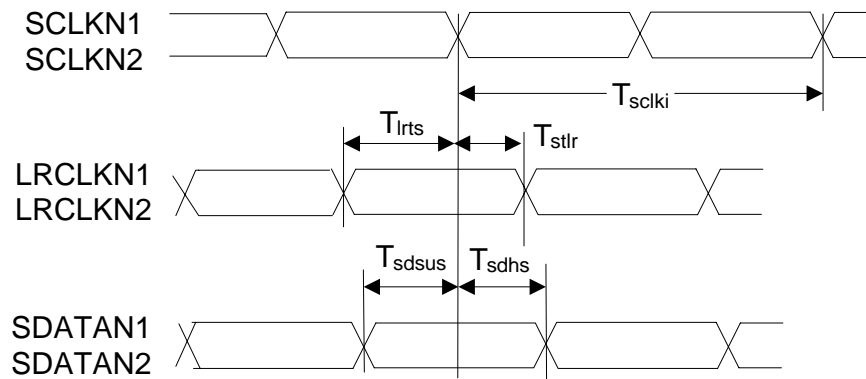 SCLKN1
SCLKN2
Tsclki
Tlrts
Tstlr
LRCLKN1
LRCLKN2
Tsdsus
Tsdhs
SDATAN1
SDATAN2